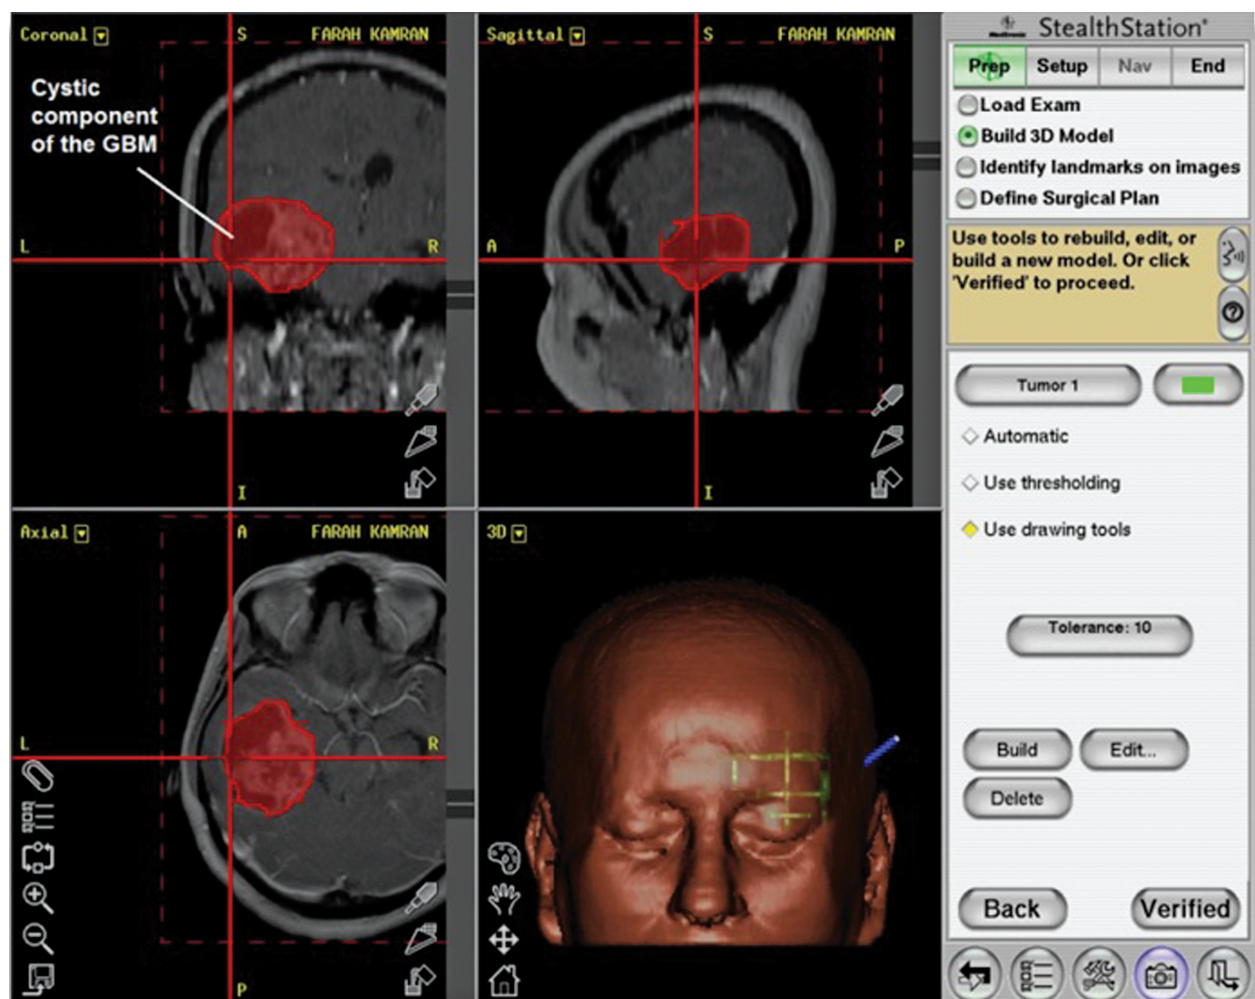 Coronal
S
FARAH KAMRAN
Cystic
component
of the GBM
L
R
I
Sagittal
S
FARAH KAMRAN
A
P
I
Axial
A
FARAH KAMRAN
L
R
P
3D
Medtronic
StealthStation®
Prep
Setup
Nav
End
Load Exam
Build 3D Model
Identify landmarks on images
Define Surgical Plan
Use tools to rebuild, edit, or
build a new model. Or click
'Verified' to proceed.
Tumor 1
Automatic
Use thresholding
Use drawing tools
Tolerance: 10
Build
Edit...
Delete
Back
Verified